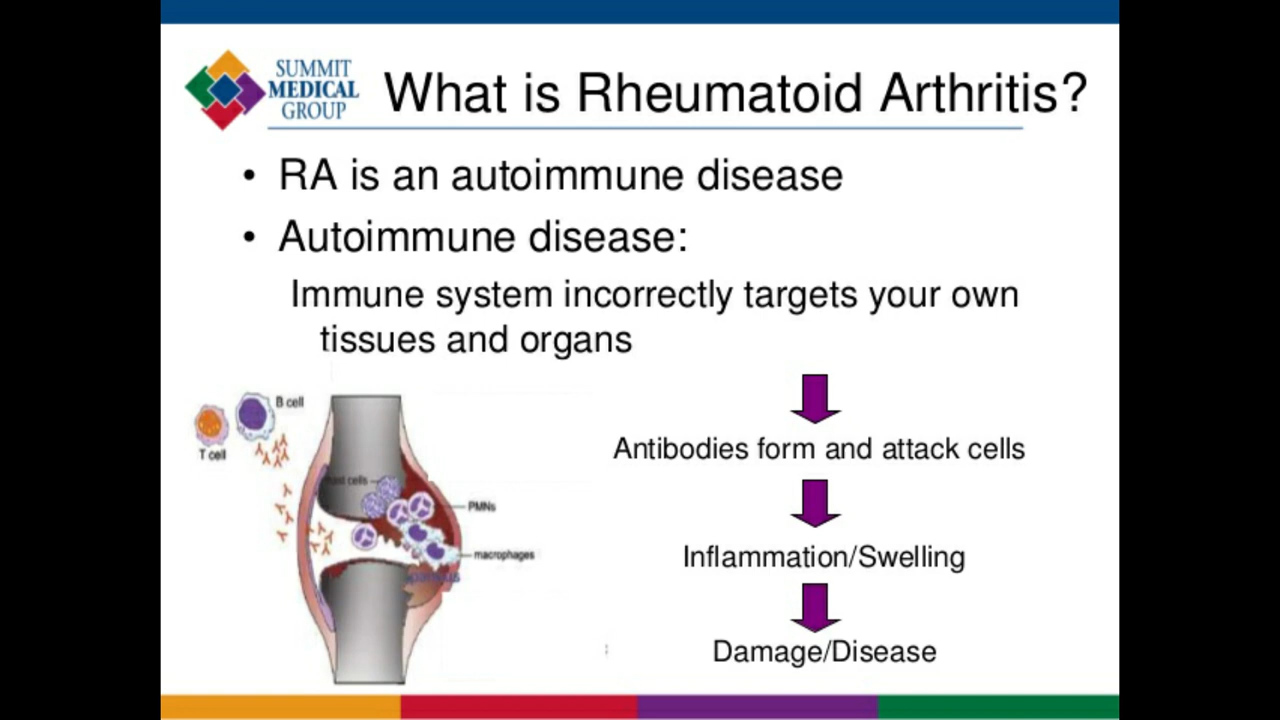 SUMMIT
MEDICAL
GROUP
What is Rheumatoid Arthritis?
• RA is an autoimmune disease
• Autoimmune disease:
Immune system incorrectly targets your own
tissues and organs
B cell
T cell
PMNs
macrophages
Antibodies form and attack cells
Inflammation/Swelling
Damage/Disease